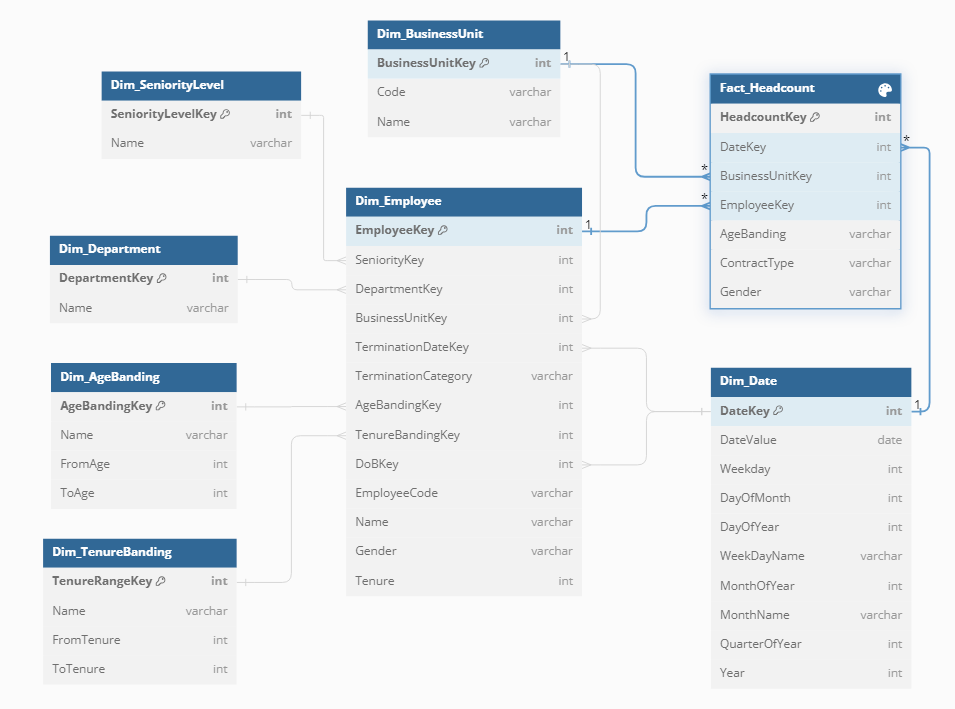 Dim_BusinessUnit
BusinessUnitKey int
Code varchar
Name varchar
1
Dim_SeniorityLevel
SeniorityLevelKey int
Name varchar
Fact_Headcount
HeadcountKey int
DateKey int
BusinessUnitKey int
EmployeeKey int
AgeBanding varchar
ContractType varchar
Gender varchar
*
*
*
Dim_Employee
EmployeeKey int
SeniorityKey int
DepartmentKey int
BusinessUnitKey int
TerminationDateKey int
TerminationCategory varchar
AgeBandingKey int
TenureBandingKey int
DoBKey int
EmployeeCode varchar
Name varchar
Gender varchar
Tenure int
1
Dim_Department
DepartmentKey int
Name varchar
Dim_AgeBanding
AgeBandingKey int
Name varchar
FromAge int
ToAge int
Dim_Date
DateKey int
DateValue date
Weekday int
DayOfMonth int
DayOfYear int
WeekDayName varchar
MonthOfYear int
MonthName varchar
QuarterOfYear int
Year int
1
Dim_TenureBanding
TenureRangeKey int
Name varchar
FromTenure int
ToTenure int